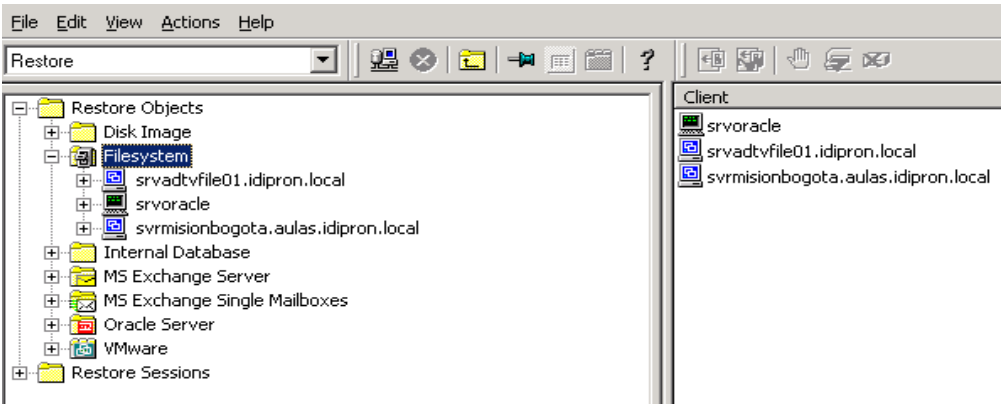 File Edit View Actions Help
Restore
?
Restore Objects
Disk Image
Filesystem
srvadtvfile01.idipron.local
srvoracle
svrmisionbogota.aulas.idipron.local
Internal Database
MS Exchange Server
MS Exchange Single Mailboxes
Oracle Server
VMware
Restore Sessions
Client
srvoracle
srvadtvfile01.idipron.local
svrmisionbogota.aulas.idipron.local